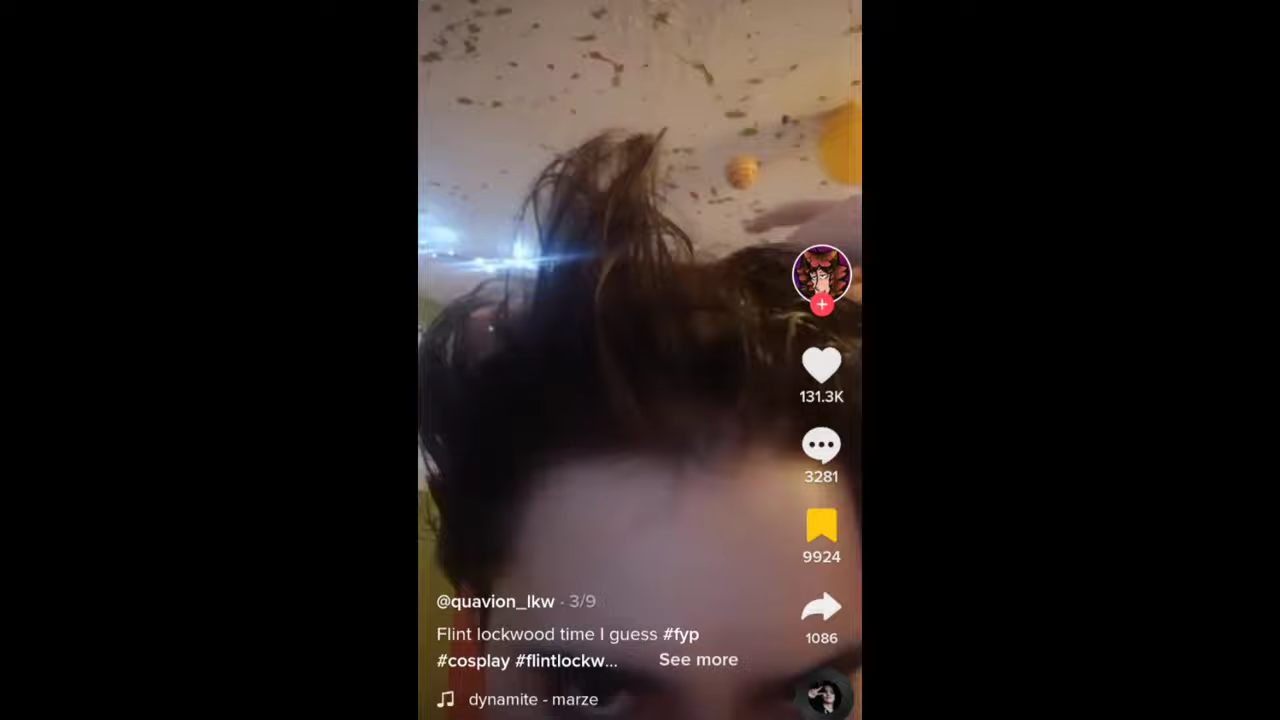 131.3K
3281
9924
1086
@quavion_lkw · 3/9
Flint lockwood time I guess #fyp
#cosplay #flintlockw... See more
dynamite - marze